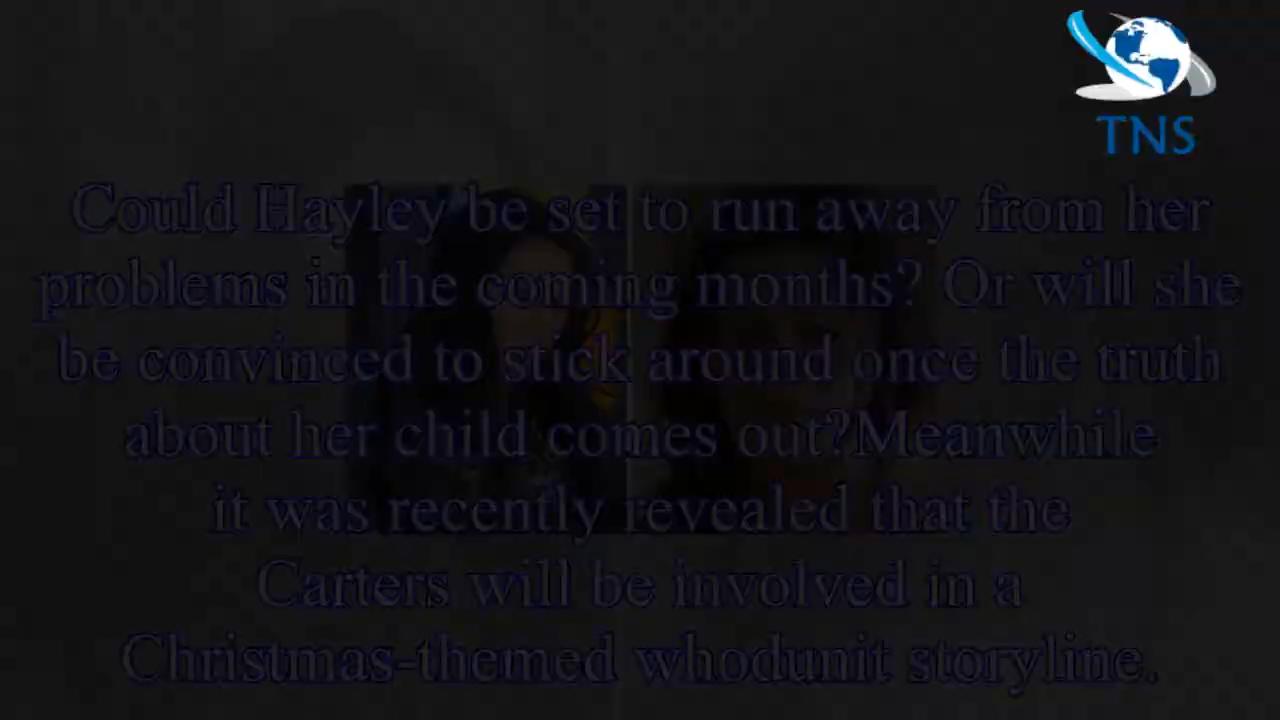 TNS
Could Hayley be set to run away from her
problems in the coming months? Or will she
be convinced to stick around once the truth
about her child comes out?Meanwhile
it was recently revealed that the
Carters will be involved in a
Christmas-themed whodunit storyline.